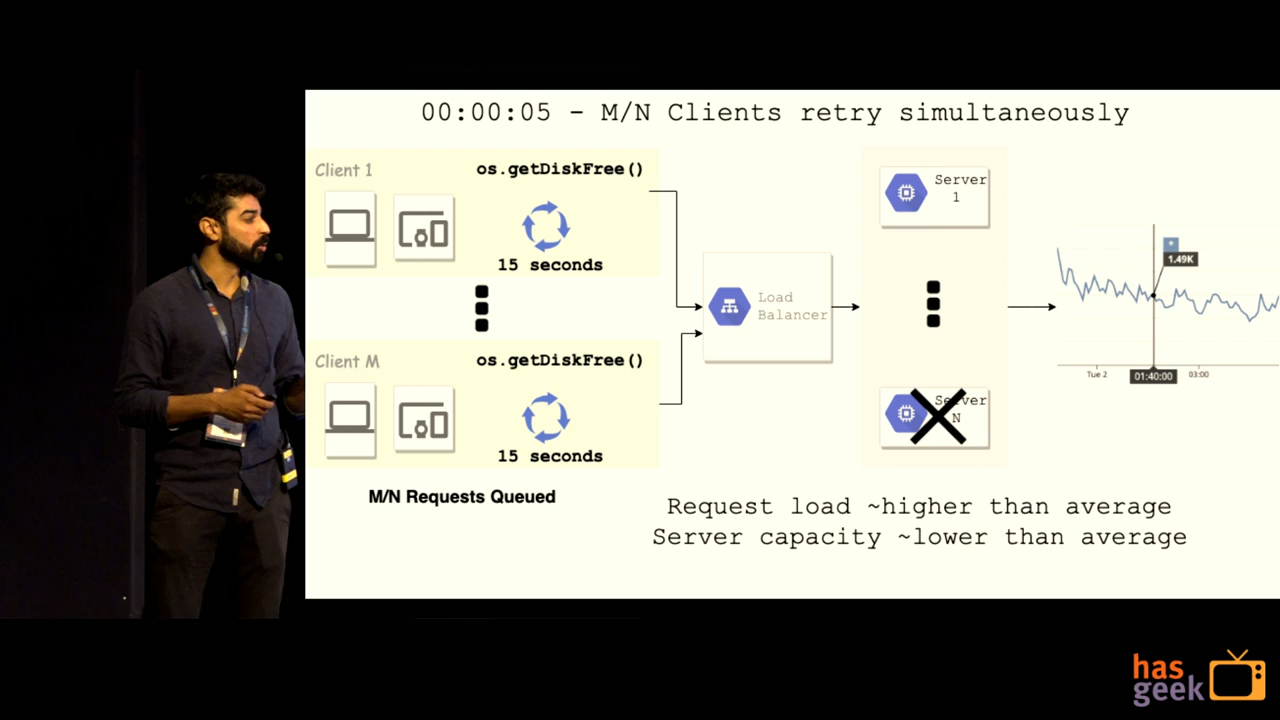 00:00:05 - M/N Clients retry simultaneously
Client 1
os.getDiskFree()
15 seconds
Client M
os.getDiskFree()
15 seconds
M/N Requests Queued
Load
Balancer
Server
1
Server
N
*
1.49K
Tue 2
01:40:00
03:00
Request load ~higher than average
Server capacity ~lower than average
has
geek